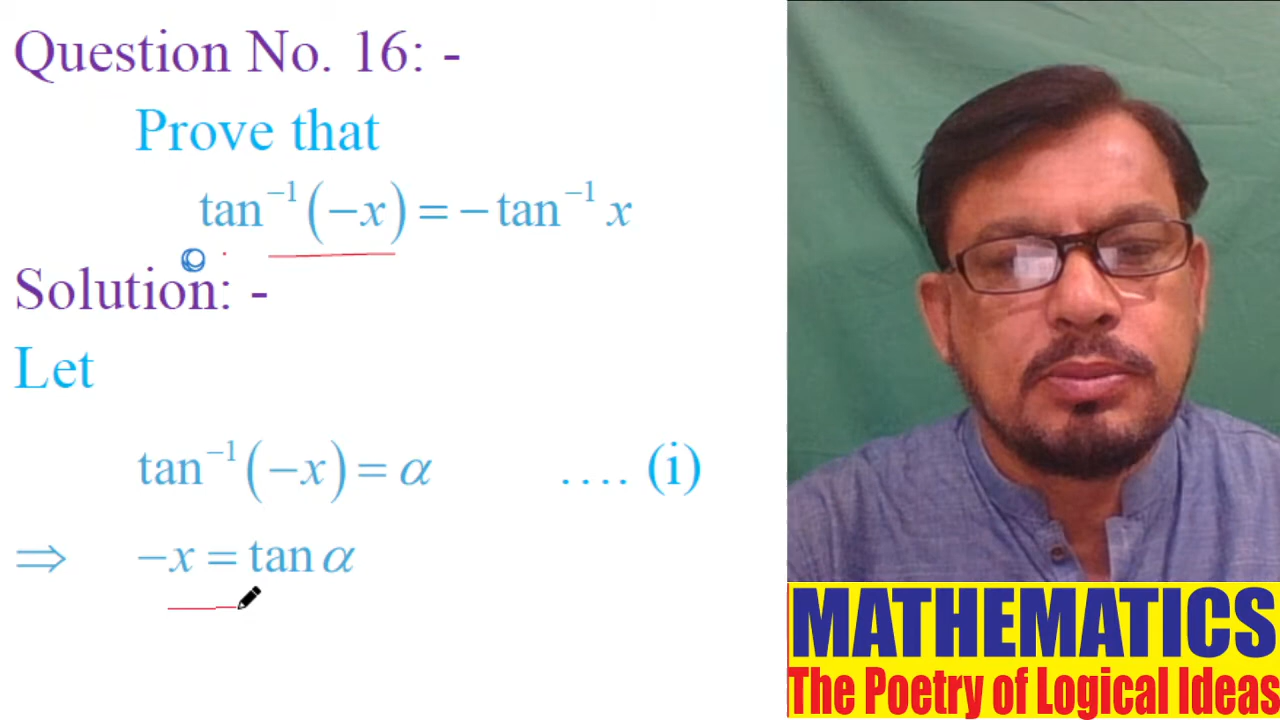 Question No. 16: -
Prove that
tan⁻¹(−x) = −tan⁻¹ x
Solution: -
Let
tan⁻¹(−x) = α .... (i)
⇒ −x = tan α
MATHEMATICS
The Poetry of Logical Ideas